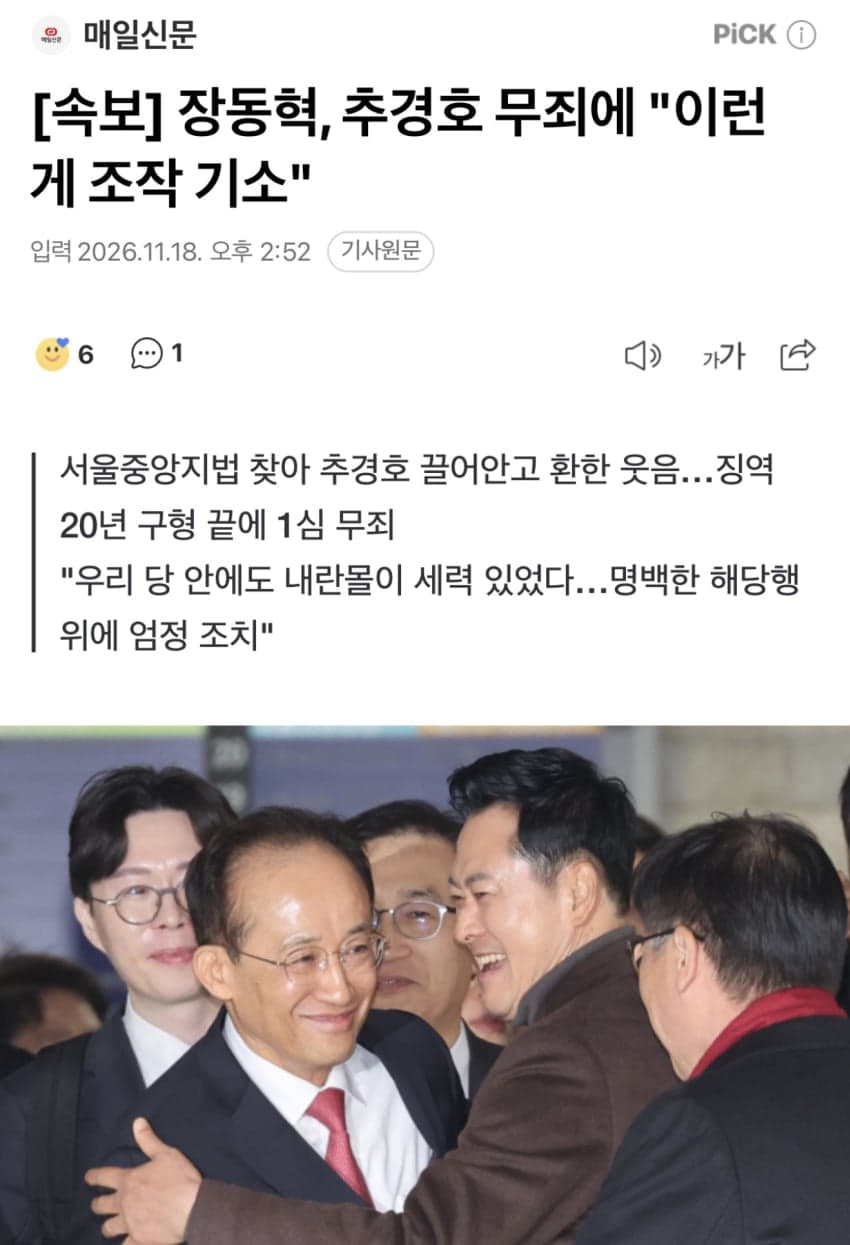 매일신문
PiCK
[속보] 장동혁, 추경호 무죄에 "이런
게 조작 기소"
입력 2026.11.18. 오후 2:52 기사원문
6 1
가가
서울중앙지법 찾아 추경호 끌어안고 환한 웃음…징역
20년 구형 끝에 1심 무죄
"우리 당 안에도 내란몰이 세력 있었다…명백한 해당행
위에 엄정 조치"